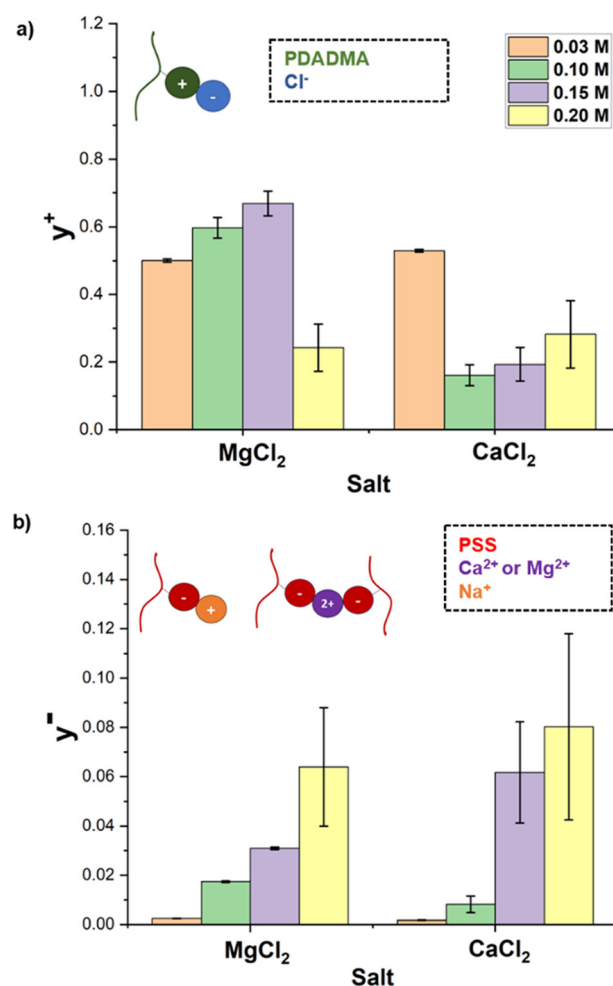 a)
1.2
1.0
0.8
0.6
0.4
0.2
0.0
y⁺
PDADMA
Cl⁻
0.03 M
0.10 M
0.15 M
0.20 M
+
-
MgCl₂
CaCl₂
Salt
b)
0.16
0.14
0.12
0.10
0.08
0.06
0.04
0.02
0.00
y⁻
PSS
Ca²⁺ or Mg²⁺
Na⁺
-
+
-
2+
-
MgCl₂
CaCl₂
Salt